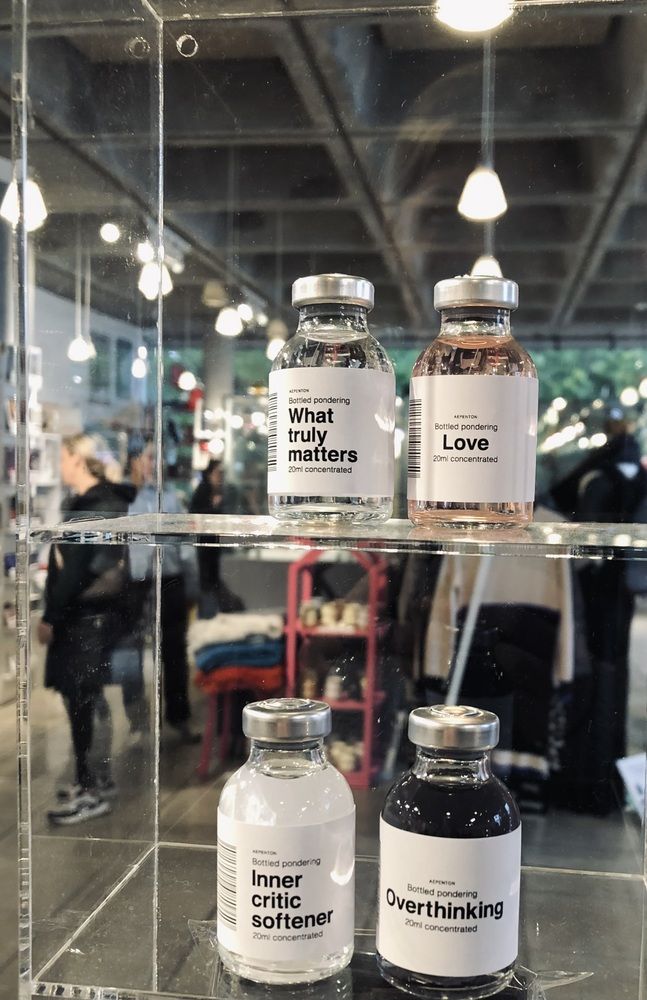 AEPENTON
Bottled pondering
What
truly
matters
20ml concentrated
AEPENTON
Bottled pondering
Love
20ml concentrated
AEPENTON
Bottled pondering
Inner
critic
softener
20ml concentrated
AEPENTON
Bottled pondering
Overthinking
20ml concentrated